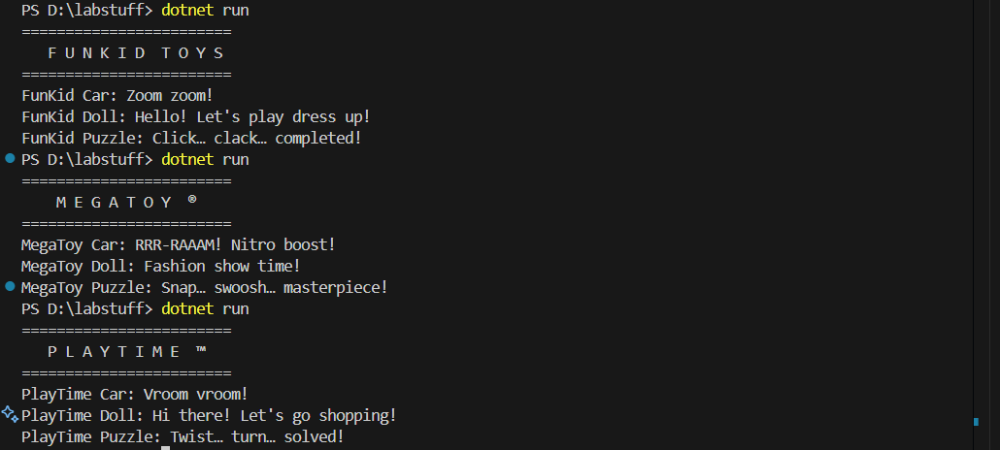 PS D:\labstuff> dotnet run
========================
F U N K I D  T O Y S
========================
FunKid Car: Zoom zoom!
FunKid Doll: Hello! Let's play dress up!
FunKid Puzzle: Click… clack… completed!
PS D:\labstuff> dotnet run
========================
M E G A T O Y  ®
========================
MegaToy Car: RRR-RAAAM! Nitro boost!
MegaToy Doll: Fashion show time!
MegaToy Puzzle: Snap… swoosh… masterpiece!
PS D:\labstuff> dotnet run
========================
P L A Y T I M E  ™
========================
PlayTime Car: Vroom vroom!
PlayTime Doll: Hi there! Let's go shopping!
PlayTime Puzzle: Twist… turn… solved!